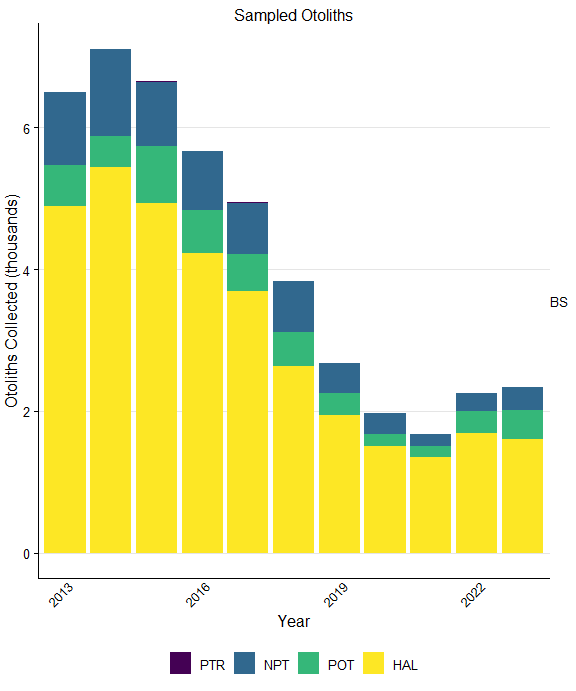 Sampled Otoliths
Otoliths Collected (thousands)
6
4
2
0
BS
2013
2016
2019
2022
Year
PTR NPT POT HAL